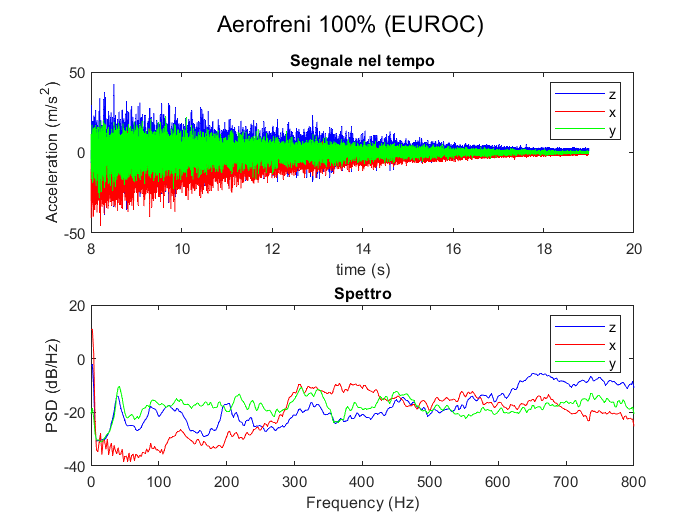 Aerofreni 100% (EUROC)
Segnale nel tempo
50
0
-50
Acceleration (m/s²)
z
x
y
8 10 12 14 16 18 20
time (s)
Spettro
20
0
-20
-40
PSD (dB/Hz)
z
x
y
0 100 200 300 400 500 600 700 800
Frequency (Hz)